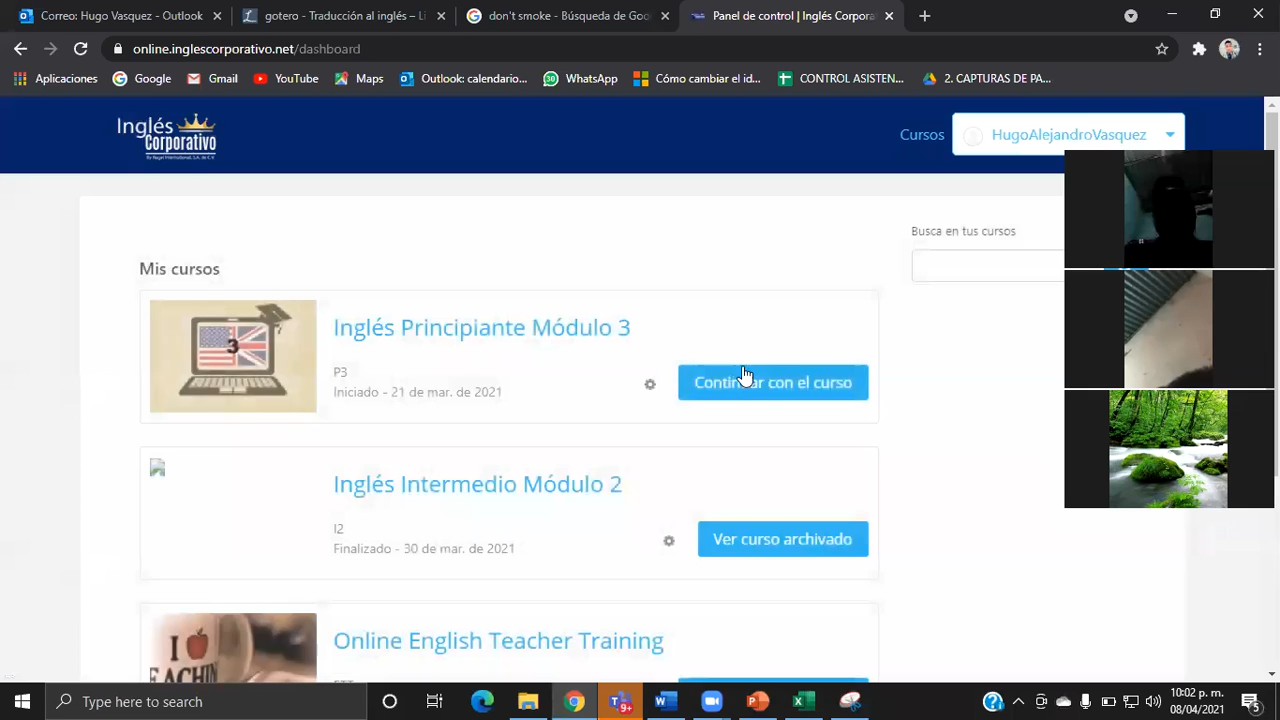 Correo: Hugo Vasquez - Outlook
gotero - Traducción al inglés – Li
don't smoke - Búsqueda de Goo
Panel de control | Inglés Corpora
online.inglescorporativo.net/dashboard
Aplicaciones
Google
Gmail
YouTube
Maps
Outlook: calendario...
WhatsApp
Cómo cambiar el id...
CONTROL ASISTEN...
2. CAPTURAS DE PA...
Inglés
Corporativo
Cursos
HugoAlejandroVasquez
Busca en tus cursos
Mis cursos
3
Inglés Principiante Módulo 3
P3
Iniciado - 21 de mar. de 2021
Continuar con el curso
Inglés Intermedio Módulo 2
I2
Finalizado - 30 de mar. de 2021
Ver curso archivado
I
EACHIN
Online English Teacher Training
Type here to search
9+
10:02 p. m.
08/04/2021
5